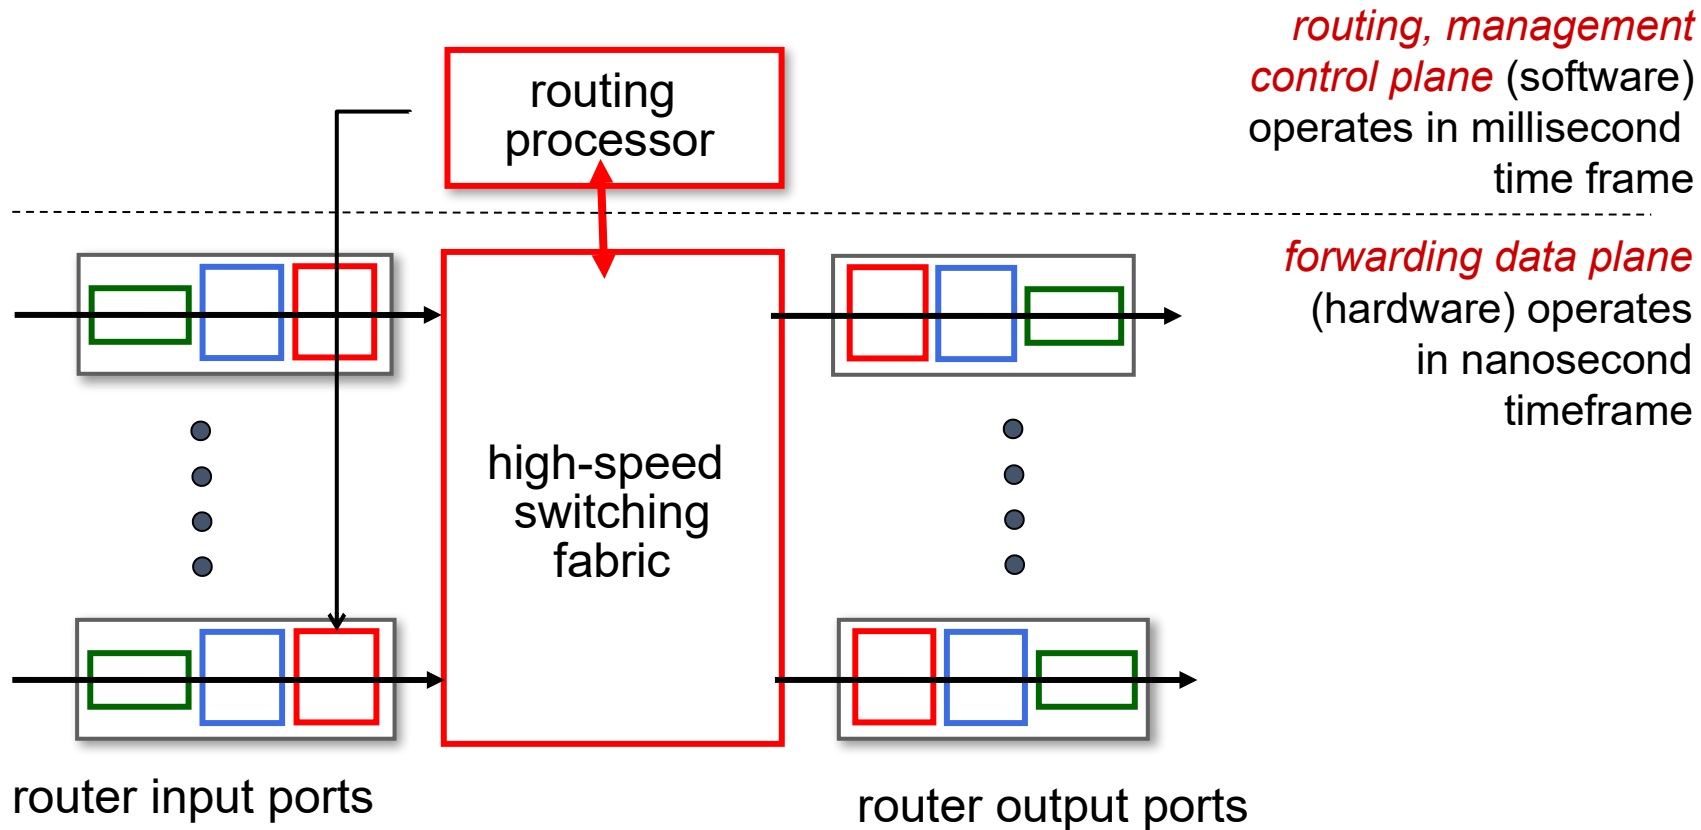 routing, management
control plane (software)
operates in millisecond
time frame
routing
processor
forwarding data plane
(hardware) operates
in nanosecond
timeframe
high-speed
switching
fabric
router input ports
router output ports